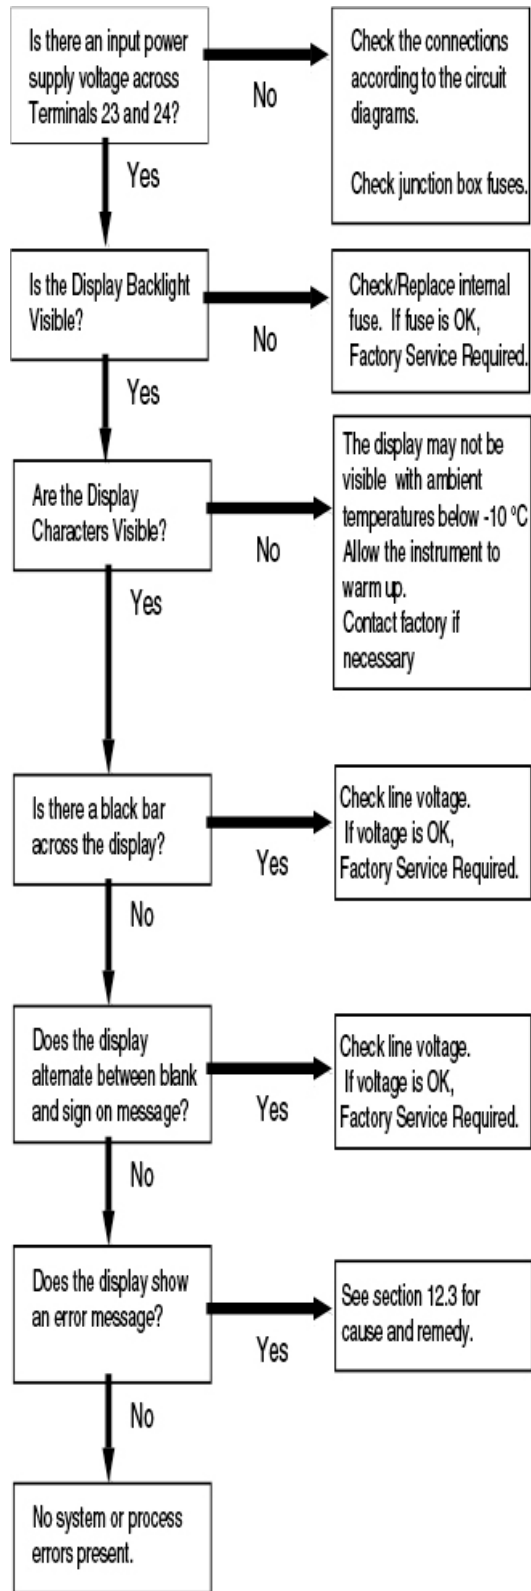 Is there an input power
supply voltage across
Terminals 23 and 24?
No
Check the connections
according to the circuit
diagrams.
Check junction box fuses.
Yes
Is the Display Backlight
Visible?
No
Check/Replace internal
fuse. If fuse is OK,
Factory Service Required.
Yes
Are the Display
Characters Visible?
No
The display may not be
visible with ambient
temperatures below -10 °C
Allow the instrument to
warm up.
Contact factory if
necessary
Yes
Is there a black bar
across the display?
Yes
Check line voltage.
If voltage is OK,
Factory Service Required.
No
Does the display
alternate between blank
and sign on message?
Yes
Check line voltage.
If voltage is OK,
Factory Service Required.
No
Does the display show
an error message?
Yes
See section 12.3 for
cause and remedy.
No
No system or process
errors present.